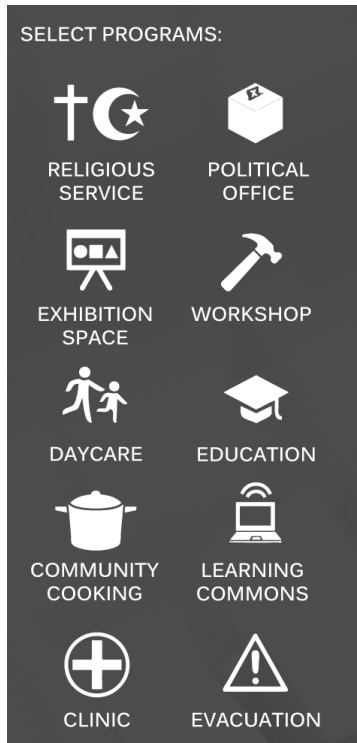 SELECT PROGRAMS:
RELIGIOUS
SERVICE
POLITICAL
OFFICE
EXHIBITION
SPACE
WORKSHOP
DAYCARE
EDUCATION
COMMUNITY
COOKING
LEARNING
COMMONS
CLINIC
EVACUATION